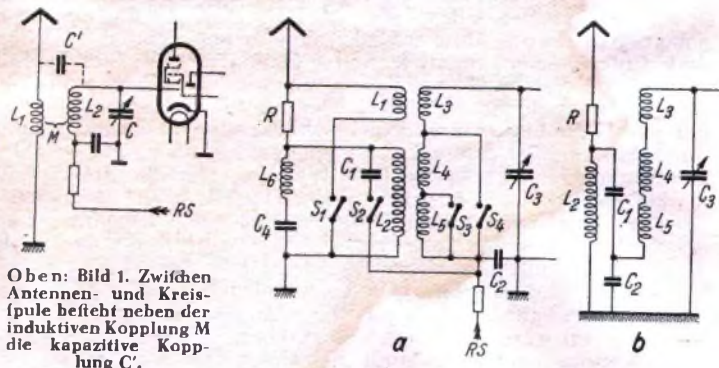 C'
L₁
M
L₂
C
RS
Oben: Bild 1. Zwiſchen
Antennen- und Kreis-
ſpule beſteht neben der
induktiven Kopplung M
die kapazitive Kopp-
lung C'.
R
L₁
L₃
L₆
C₁
L₄
C₃
S₁
S₂
L₂
L₅
S₃
S₄
C₄
C₂
a
RS
R
L₃
L₂
C₁
L₄
C₃
L₅
C₂
b